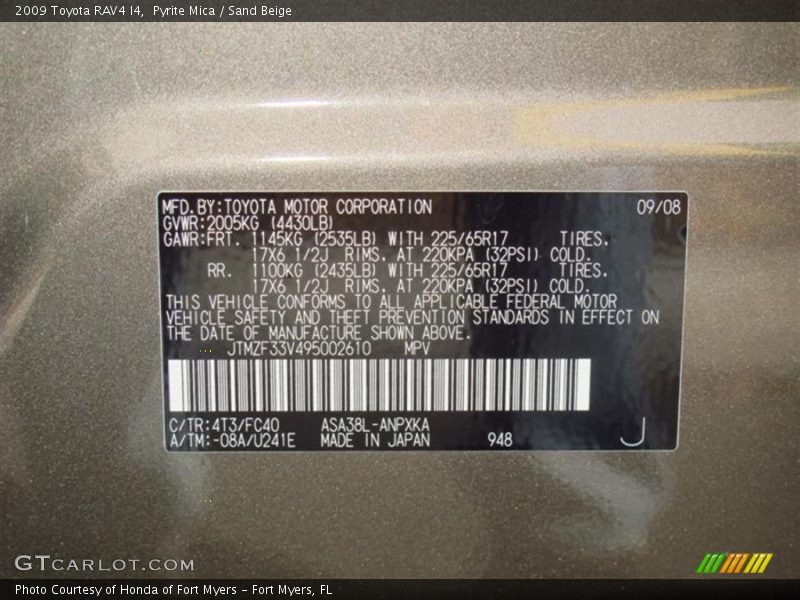 2009 Toyota RAV4 I4, Pyrite Mica / Sand Beige
MFD.BY:TOYOTA MOTOR CORPORATION 09/08
GVWR:2005KG (4430LB)
GAWR:FRT. 1145KG (2535LB) WITH 225/65R17 TIRES.
17X6 1/2J RIMS. AT 220KPA (32PSI) COLD.
RR. 1100KG (2435LB) WITH 225/65R17 TIRES.
17X6 1/2J RIMS. AT 220KPA (32PSI) COLD.
THIS VEHICLE CONFORMS TO ALL APPLICABLE FEDERAL MOTOR
VEHICLE SAFETY AND THEFT PREVENTION STANDARDS IN EFFECT ON
THE DATE OF MANUFACTURE SHOWN ABOVE.
JTMZF33V495002610 MPV
C/TR:4T3/FC40 ASA38L-ANPXKA
A/TM:-08A/U241E MADE IN JAPAN 948 J
GTcarlot.com
Photo Courtesy of Honda of Fort Myers - Fort Myers, FL